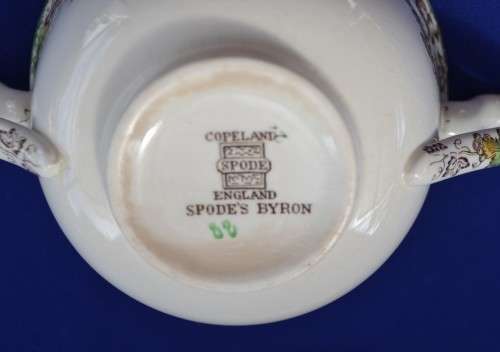 COPELAND
SPODE
ENGLAND
SPODE'S BYRON